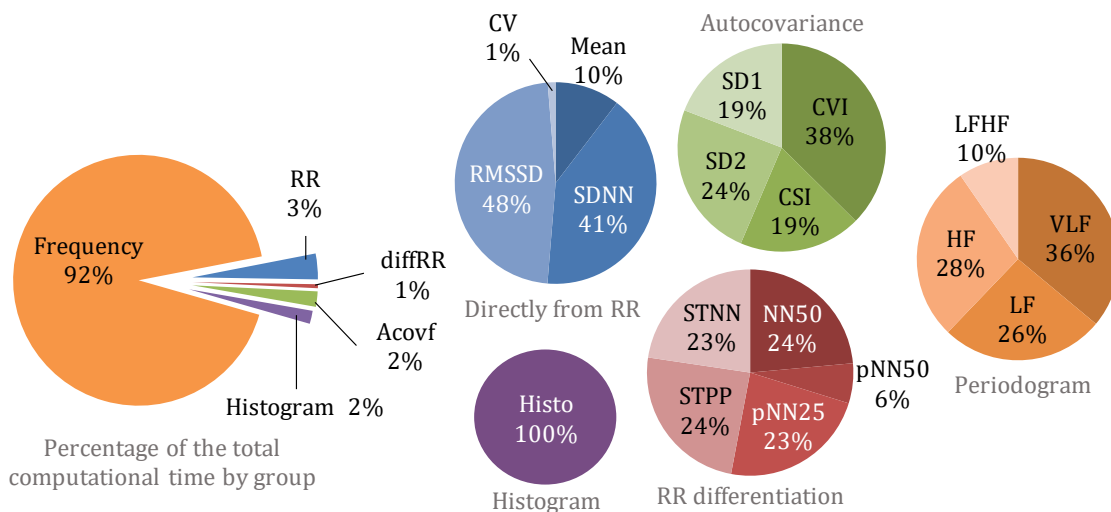 Frequency
92%
RR
3%
diffRR
1%
Acovf
2%
Histogram 2%
Percentage of the total
computational time by group
CV
1%
Mean
10%
RMSSD
48%
SDNN
41%
Directly from RR
Histo
100%
Histogram
Autocovariance
SD1
19%
CVI
38%
SD2
24%
CSI
19%
STNN
23%
NN50
24%
pNN50
6%
STPP
24%
pNN25
23%
RR differentiation
LFHF
10%
VLF
36%
HF
28%
LF
26%
Periodogram